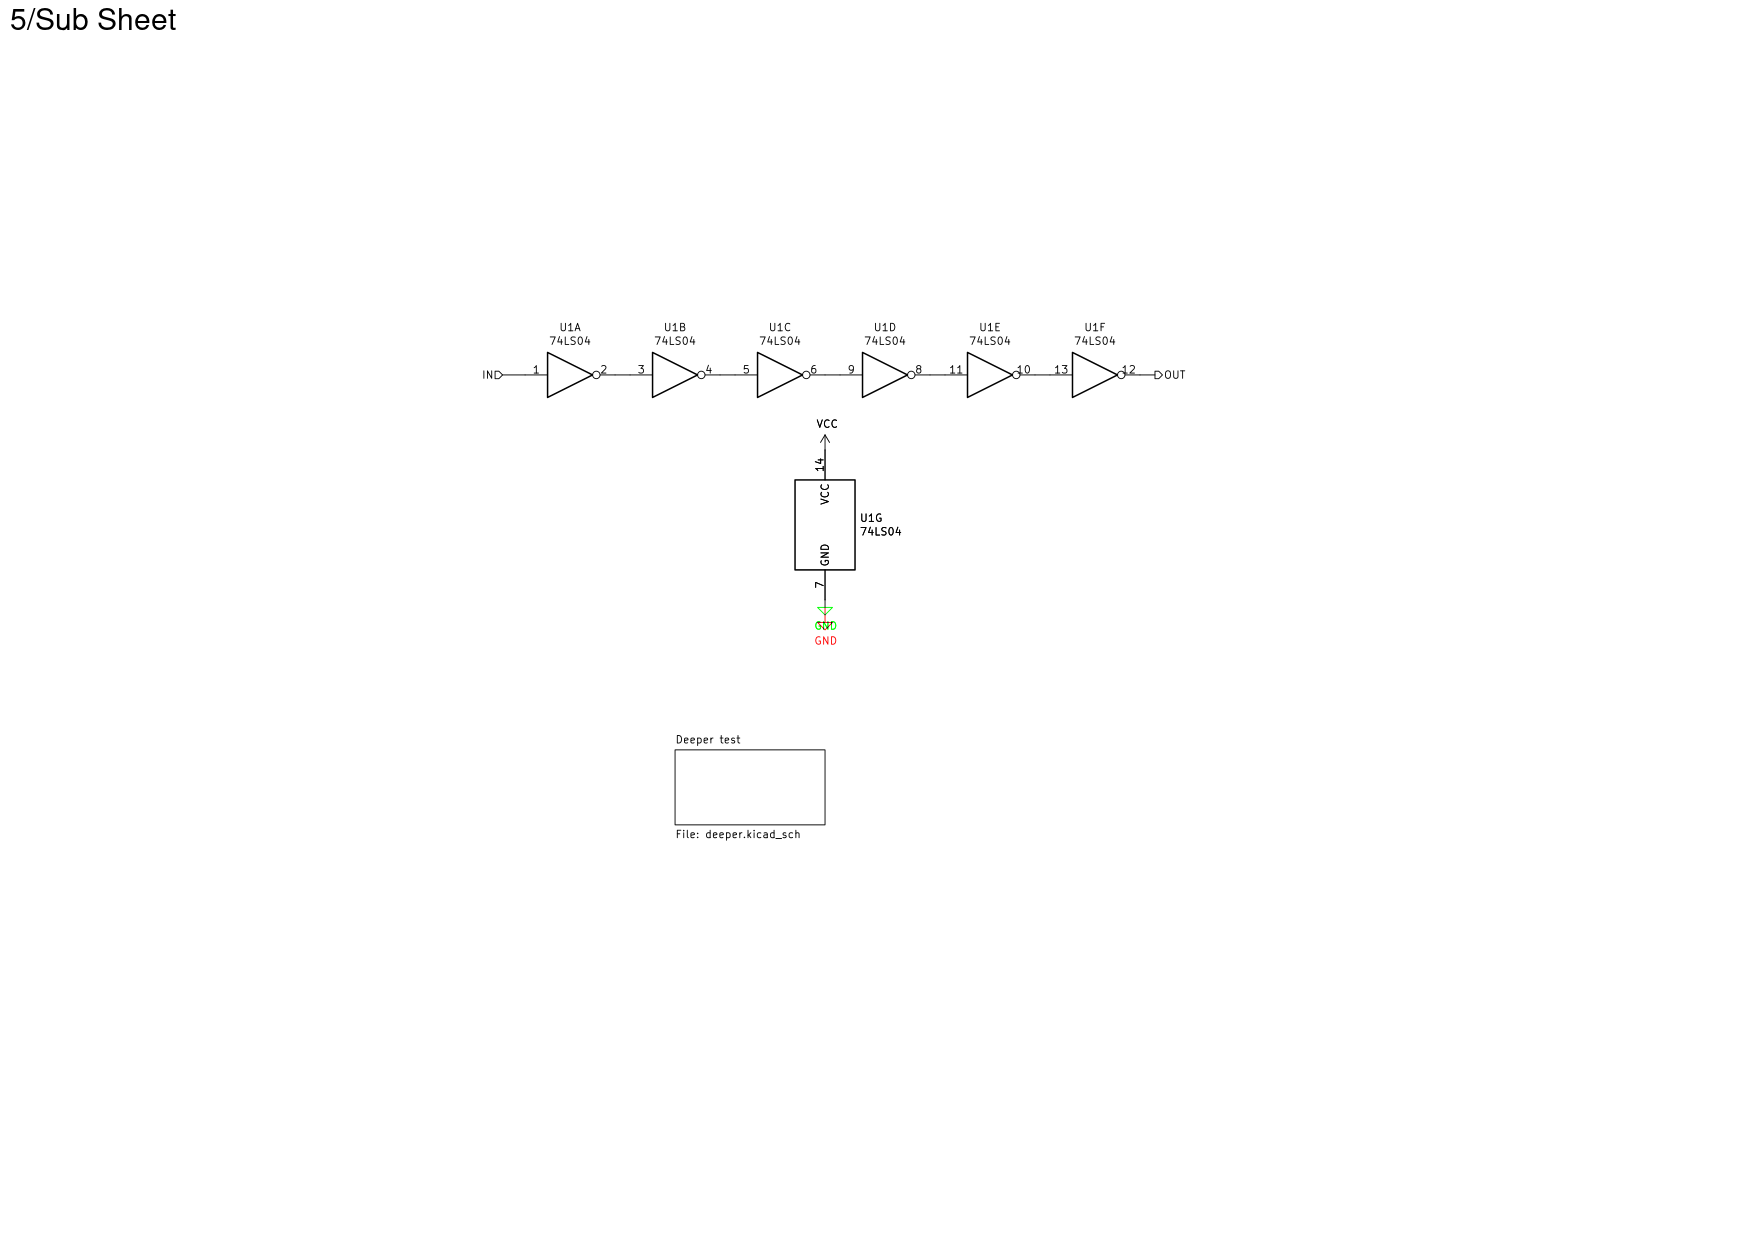 5/Sub Sheet
U1A
74LS04
U1B
74LS04
U1C
74LS04
U1D
74LS04
U1E
74LS04
U1F
74LS04
IN
1
2
3
4
5
6
9
8
11
10
13
12
OUT
VCC
14
VCC
U1G
74LS04
GND
7
GND
GND
Deeper test
File: deeper.kicad_sch